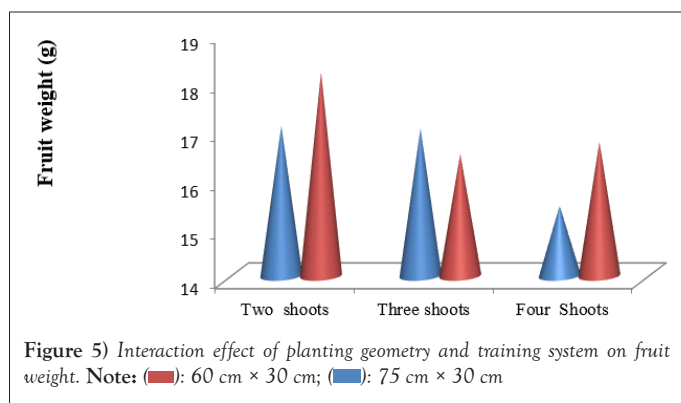 Fruit weight (g)
19
18
17
16
15
14
Two shoots
Three shoots
Four Shoots
Figure 5) Interaction effect of planting geometry and training system on fruit
weight. Note: (): 60 cm × 30 cm; (): 75 cm × 30 cm